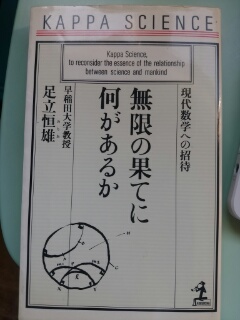 KAPPA SCIENCE
Kappa Science,
to reconsider the essence of the relationship
between science and mankind
現代数学への招待
無限の果てに
何があるか
早稲田大学教授
足立恒雄